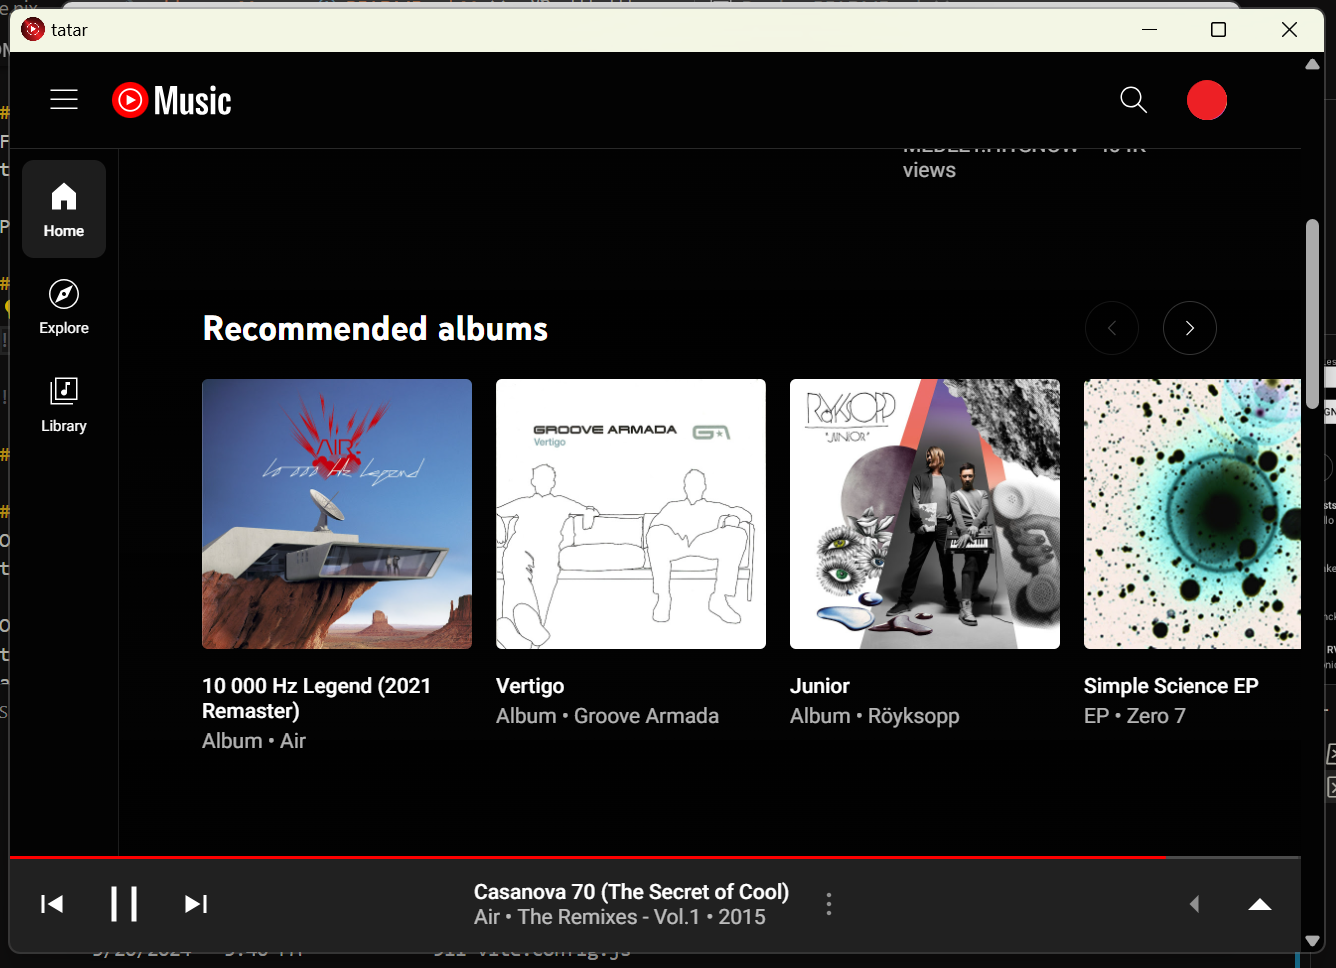 tatar
Music
views
Home
Explore
Library
Recommended albums
AIR
10 000 Hz Legend
GROOVE ARMADA
Vertigo
RÖYKSOPP
"JUNIOR"
10 000 Hz Legend (2021
Remaster)
Album • Air
Vertigo
Album • Groove Armada
Junior
Album • Röyksopp
Simple Science EP
EP • Zero 7
Casanova 70 (The Secret of Cool)
Air • The Remixes - Vol.1 • 2015